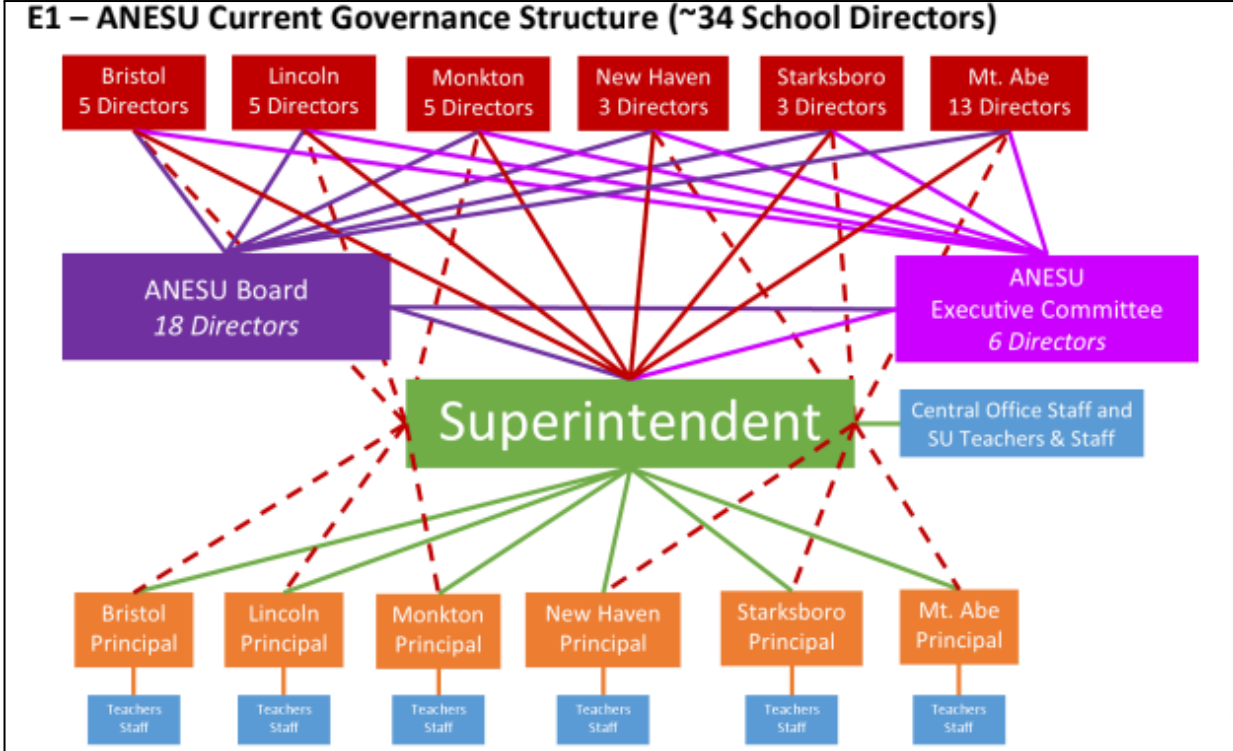 E1 – ANESU Current Governance Structure (~34 School Directors)
Bristol
5 Directors
Lincoln
5 Directors
Monkton
5 Directors
New Haven
3 Directors
Starksboro
3 Directors
Mt. Abe
13 Directors
ANESU Board
18 Directors
ANESU
Executive Committee
6 Directors
Superintendent
Central Office Staff and
SU Teachers & Staff
Bristol
Principal
Lincoln
Principal
Monkton
Principal
New Haven
Principal
Starksboro
Principal
Mt. Abe
Principal
Teachers
Staff
Teachers
Staff
Teachers
Staff
Teachers
Staff
Teachers
Staff
Teachers
Staff